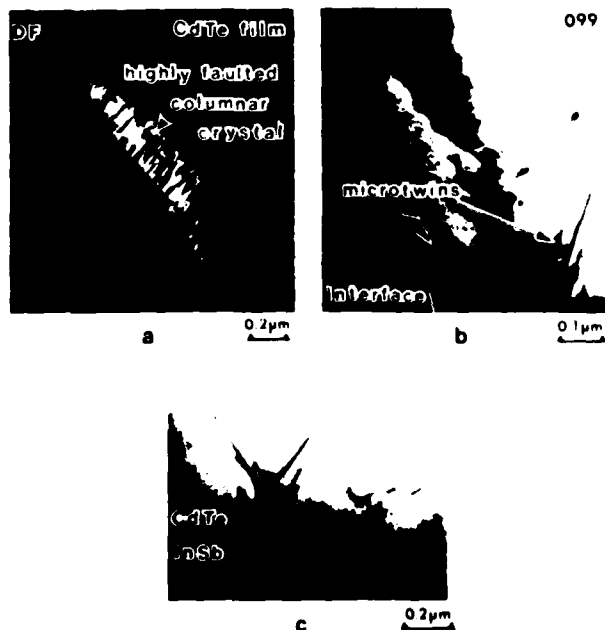 DF CdTe film
highly faulted
columnar
crystal
099
microtwins
Interface
0.2μm
a
0.1μm
b
CdTe
InSb
0.2μm
c